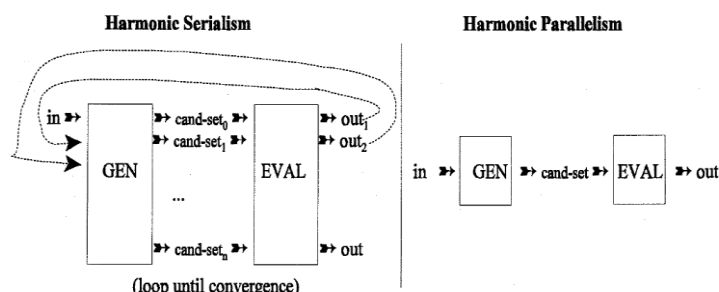 Harmonic Serialism
Harmonic Parallelism
in ➳ ➳ cand-set₀ ➳ ➳ out₁
➳ cand-set₁ ➳ ➳ out₂
GEN EVAL
...
➳ cand-setₙ ➳ ➳ out
(loop until convergence)
in ➳ GEN ➳ cand-set ➳ EVAL ➳ out